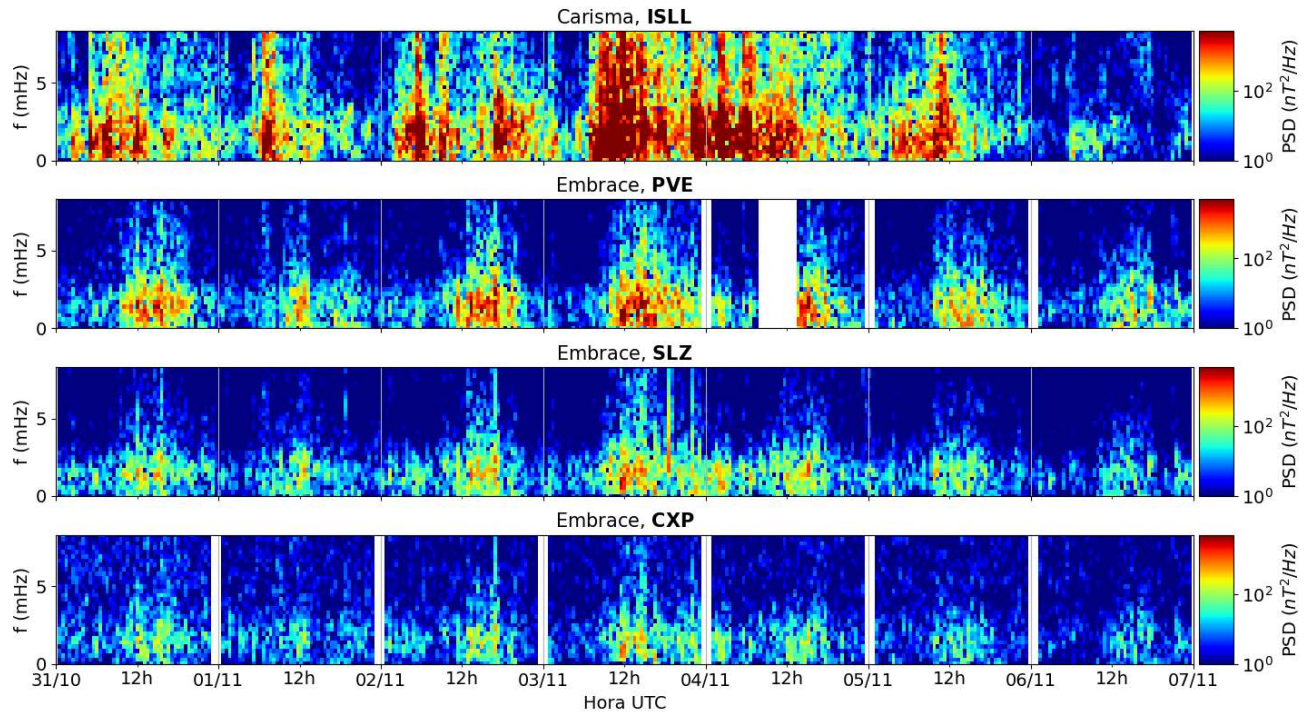 Carisma, ISLL
f (mHz)
5
0
10²
10⁰
PSD (nT²/Hz)
Embrace, PVE
f (mHz)
5
0
10²
10⁰
PSD (nT²/Hz)
Embrace, SLZ
f (mHz)
5
0
10²
10⁰
PSD (nT²/Hz)
Embrace, CXP
f (mHz)
5
0
10²
10⁰
PSD (nT²/Hz)
31/10 12h 01/11 12h 02/11 12h 03/11 12h 04/11 12h 05/11 12h 06/11 12h 07/11
Hora UTC